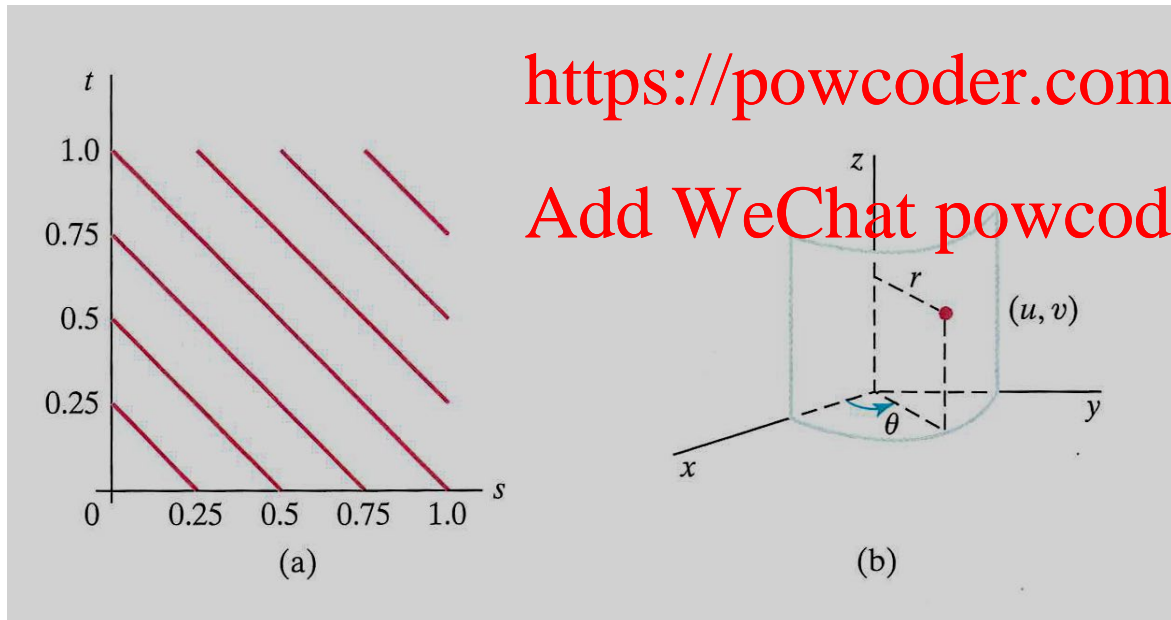 https://powcoder.com
Add WeChat powcod
t
1.0
0.75
0.5
0.25
0
0.25 0.5 0.75 1.0
s
(a)
z
r
(u, v)
θ
x
y
(b)